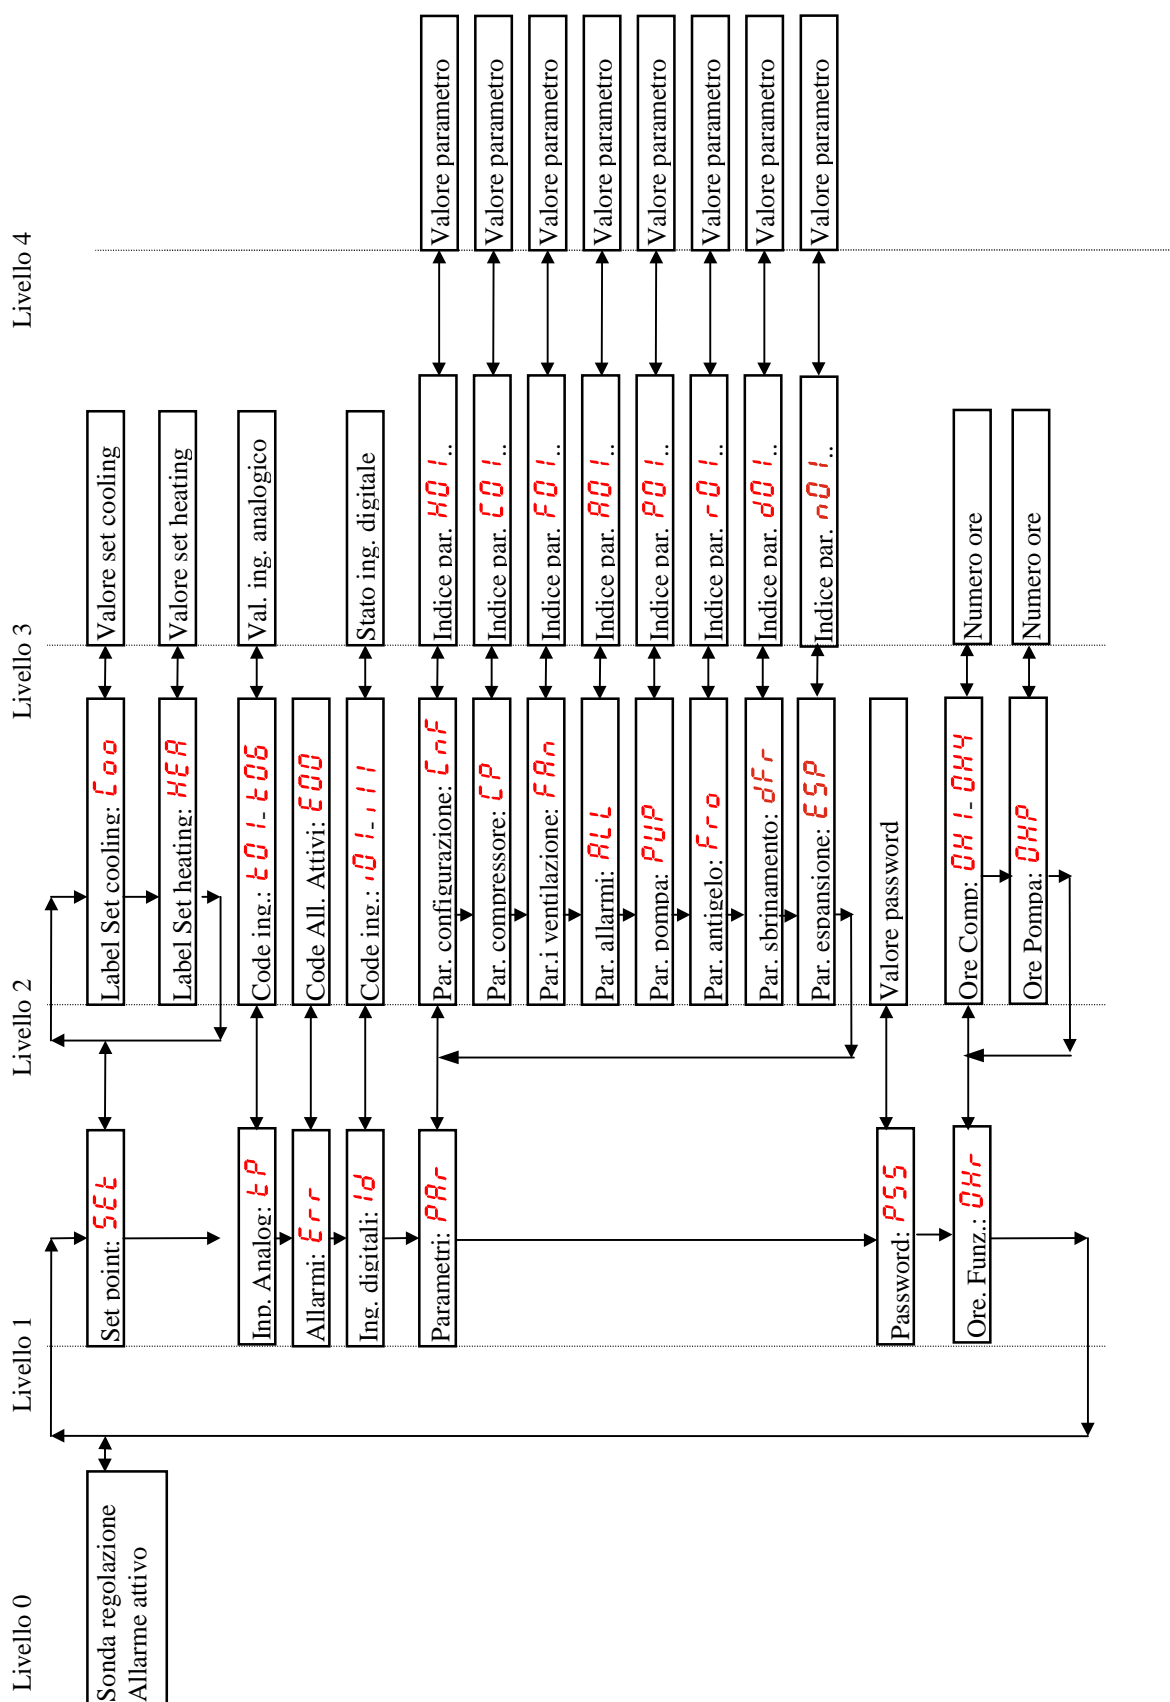 Livello 0
Livello 1
Livello 2
Livello 3
Livello 4
Sonda regolazione
Allarme attivo
Set point: SEt
Inp. Analog: tP
Allarmi: Err
Ing. digitali: Id
Parametri: PAr
Password: PSS
Ore. Funz.: OHr
Label Set cooling: Coo
Label Set heating: HEA
Code ing.: t01-t06
Code All. Attivi: E00
Code ing.: i01-i11
Par. configurazione: CnF
Par. compressore: CP
Par.i ventilazione: FAn
Par. allarmi: ALL
Par. pompa: PUP
Par. antigelo: Fro
Par. sbrinamento: dFr
Par. espansione: ESP
Valore password
Ore Comp: OH1-OH4
Ore Pompa: OHP
Valore set cooling
Valore set heating
Val. ing. analogico
Stato ing. digitale
Indice par. H01..
Indice par. C01..
Indice par. F01..
Indice par. A01..
Indice par. P01..
Indice par. r01..
Indice par. d01..
Indice par. n01..
Numero ore
Numero ore
Valore parametro
Valore parametro
Valore parametro
Valore parametro
Valore parametro
Valore parametro
Valore parametro
Valore parametro